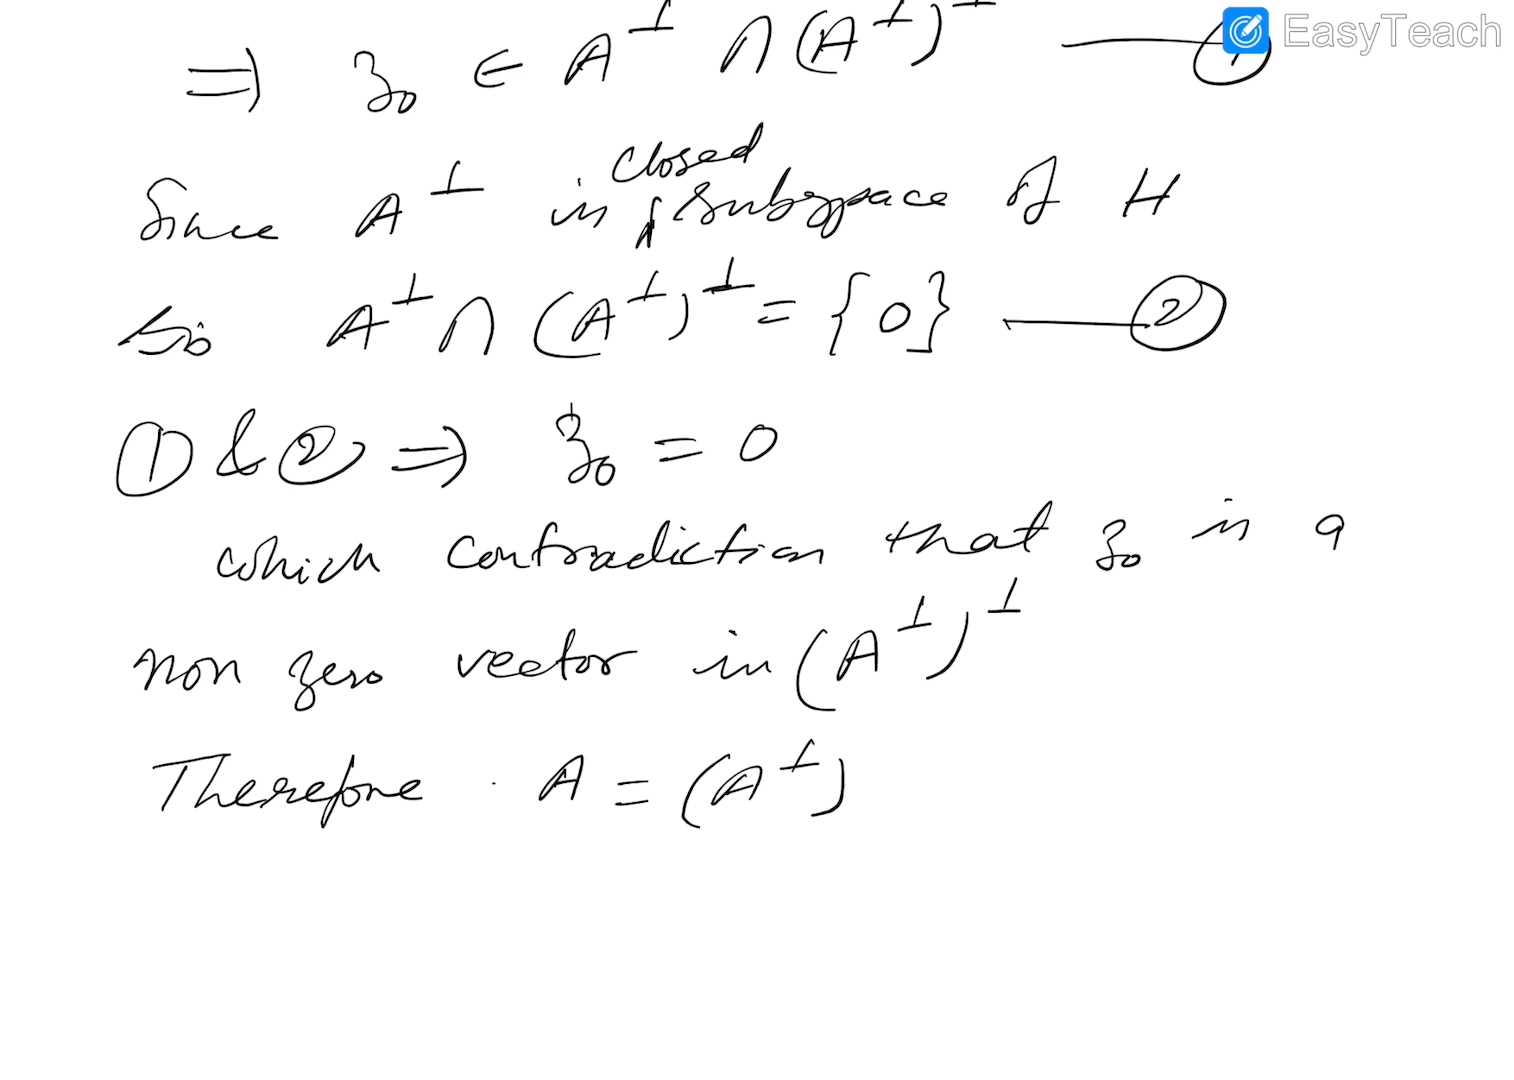 EasyTeach
⇒ z₀ ∈ A^⊥ ∩ (A^⊥)^⊥ —— ①
closed
Since A^⊥ is ∧ subspace of H
so A^⊥ ∩ (A^⊥)^⊥ = {0} —— ②
① & ② ⇒ z₀ = 0
which contradiction that z₀ is a
non zero vector in (A^⊥)^⊥
Therefore A = (A^⊥)